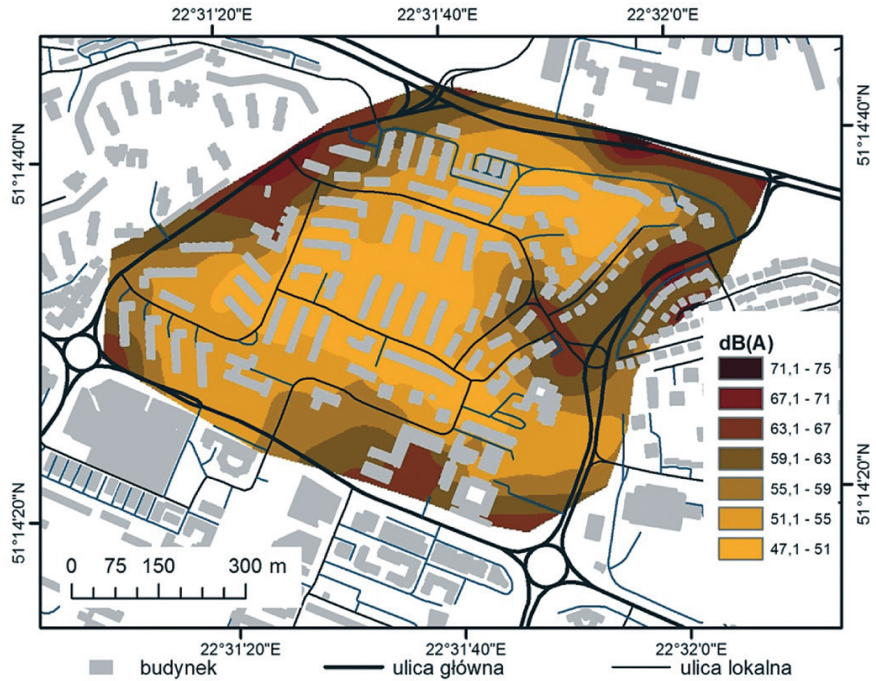 22°31'20"E 22°31'40"E 22°32'0"E
51°14'40"N
51°14'20"N
51°14'40"N
51°14'20"N
dB(A)
71,1 - 75
67,1 - 71
63,1 - 67
59,1 - 63
55,1 - 59
51,1 - 55
47,1 - 51
0 75 150 300 m
22°31'20"E 22°31'40"E 22°32'0"E
budynek ulica główna ulica lokalna